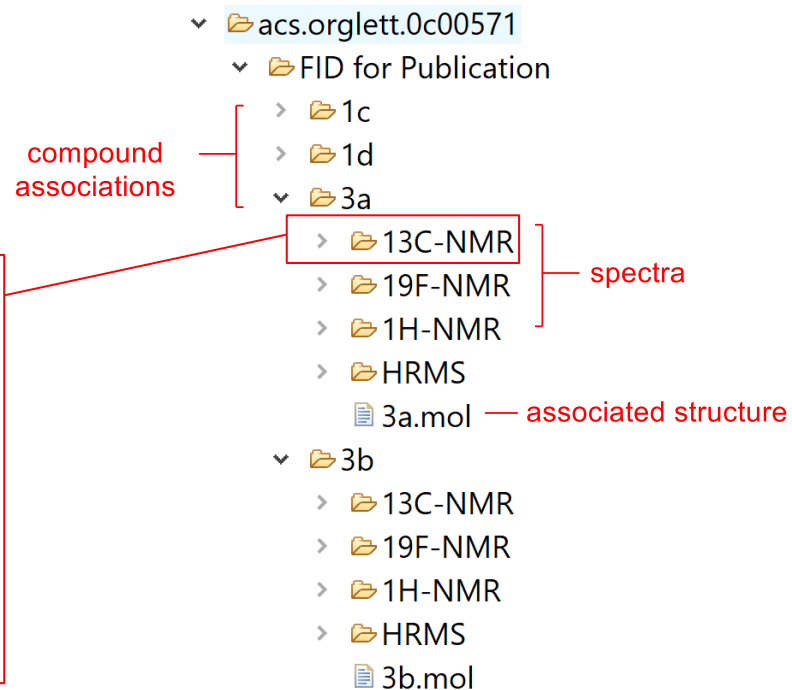 acs.orglett.0c00571
FID for Publication
1c
1d
compound
associations
3a
13C-NMR
spectra
19F-NMR
1H-NMR
HRMS
3a.mol
associated structure
3b
13C-NMR
19F-NMR
1H-NMR
HRMS
3b.mol